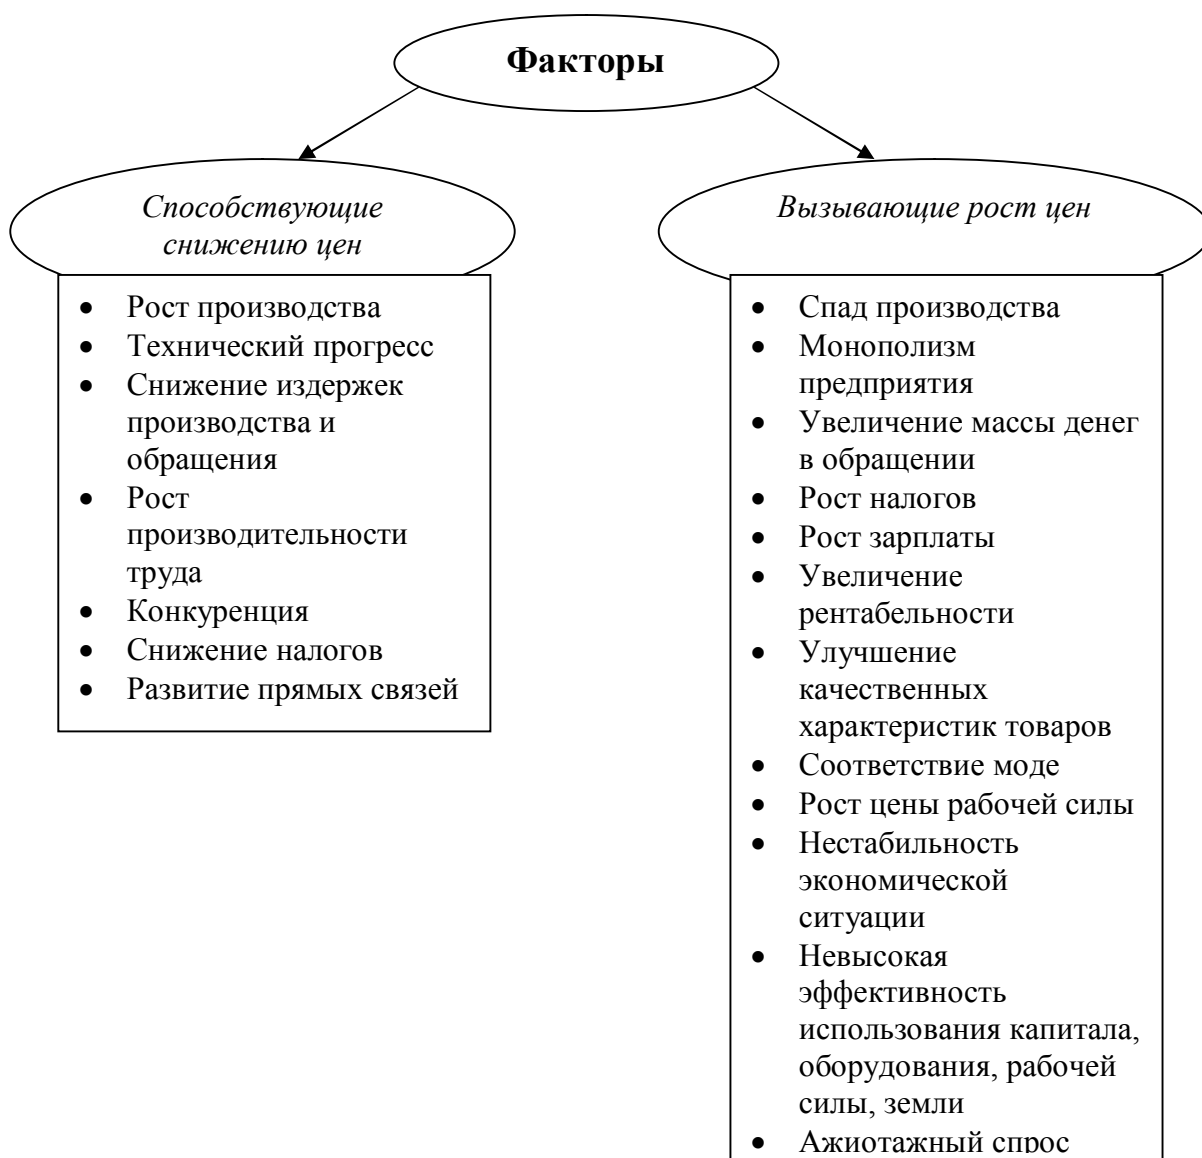 Факторы
Способствующие
снижению цен
• Рост производства
• Технический прогресс
• Снижение издержек
производства и
обращения
• Рост
производительности
труда
• Конкуренция
• Снижение налогов
• Развитие прямых связей
Вызывающие рост цен
• Спад производства
• Монополизм
предприятия
• Увеличение массы денег
в обращении
• Рост налогов
• Рост зарплаты
• Увеличение
рентабельности
• Улучшение
качественных
характеристик товаров
• Соответствие моде
• Рост цены рабочей силы
• Нестабильность
экономической
ситуации
• Невысокая
эффективность
использования капитала,
оборудования, рабочей
силы, земли
• Ажиотажный спрос